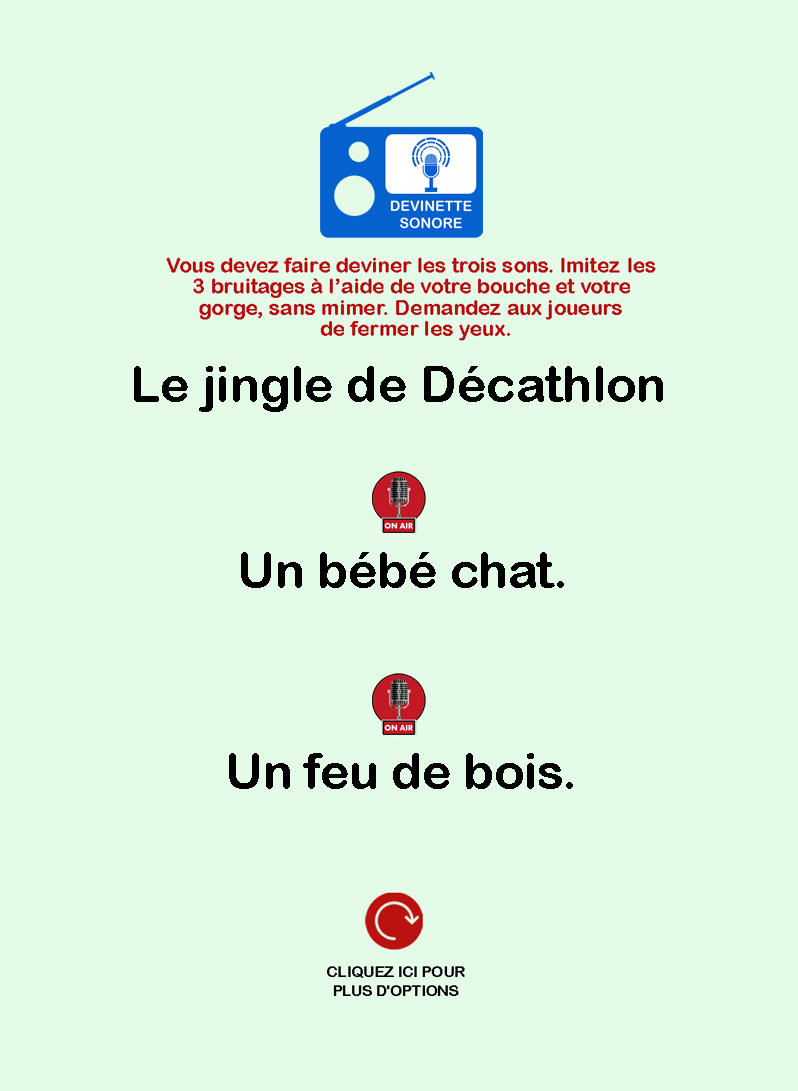 DEVINETTE
SONORE
Vous devez faire deviner les trois sons. Imitez les
3 bruitages à l’aide de votre bouche et votre
gorge, sans mimer. Demandez aux joueurs
de fermer les yeux.
Le jingle de Décathlon
ON AIR
Un bébé chat.
ON AIR
Un feu de bois.
CLIQUEZ ICI POUR
PLUS D'OPTIONS